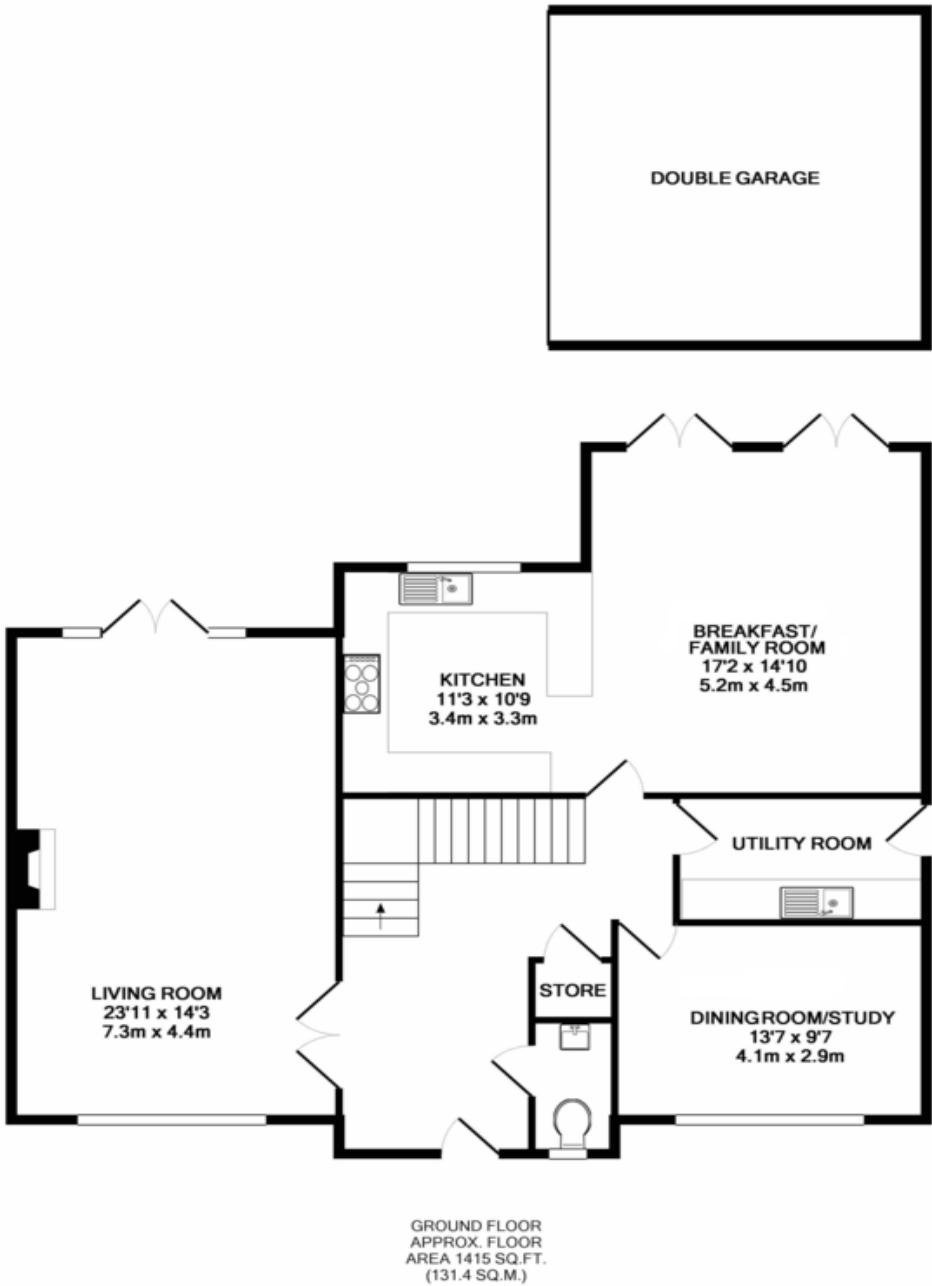 DOUBLE GARAGE
BREAKFAST/
FAMILY ROOM
17'2 x 14'10
5.2m x 4.5m
KITCHEN
11'3 x 10'9
3.4m x 3.3m
UTILITY ROOM
LIVING ROOM
23'11 x 14'3
7.3m x 4.4m
STORE
DINING ROOM/STUDY
13'7 x 9'7
4.1m x 2.9m
GROUND FLOOR
APPROX. FLOOR
AREA 1415 SQ.FT.
(131.4 SQ.M.)